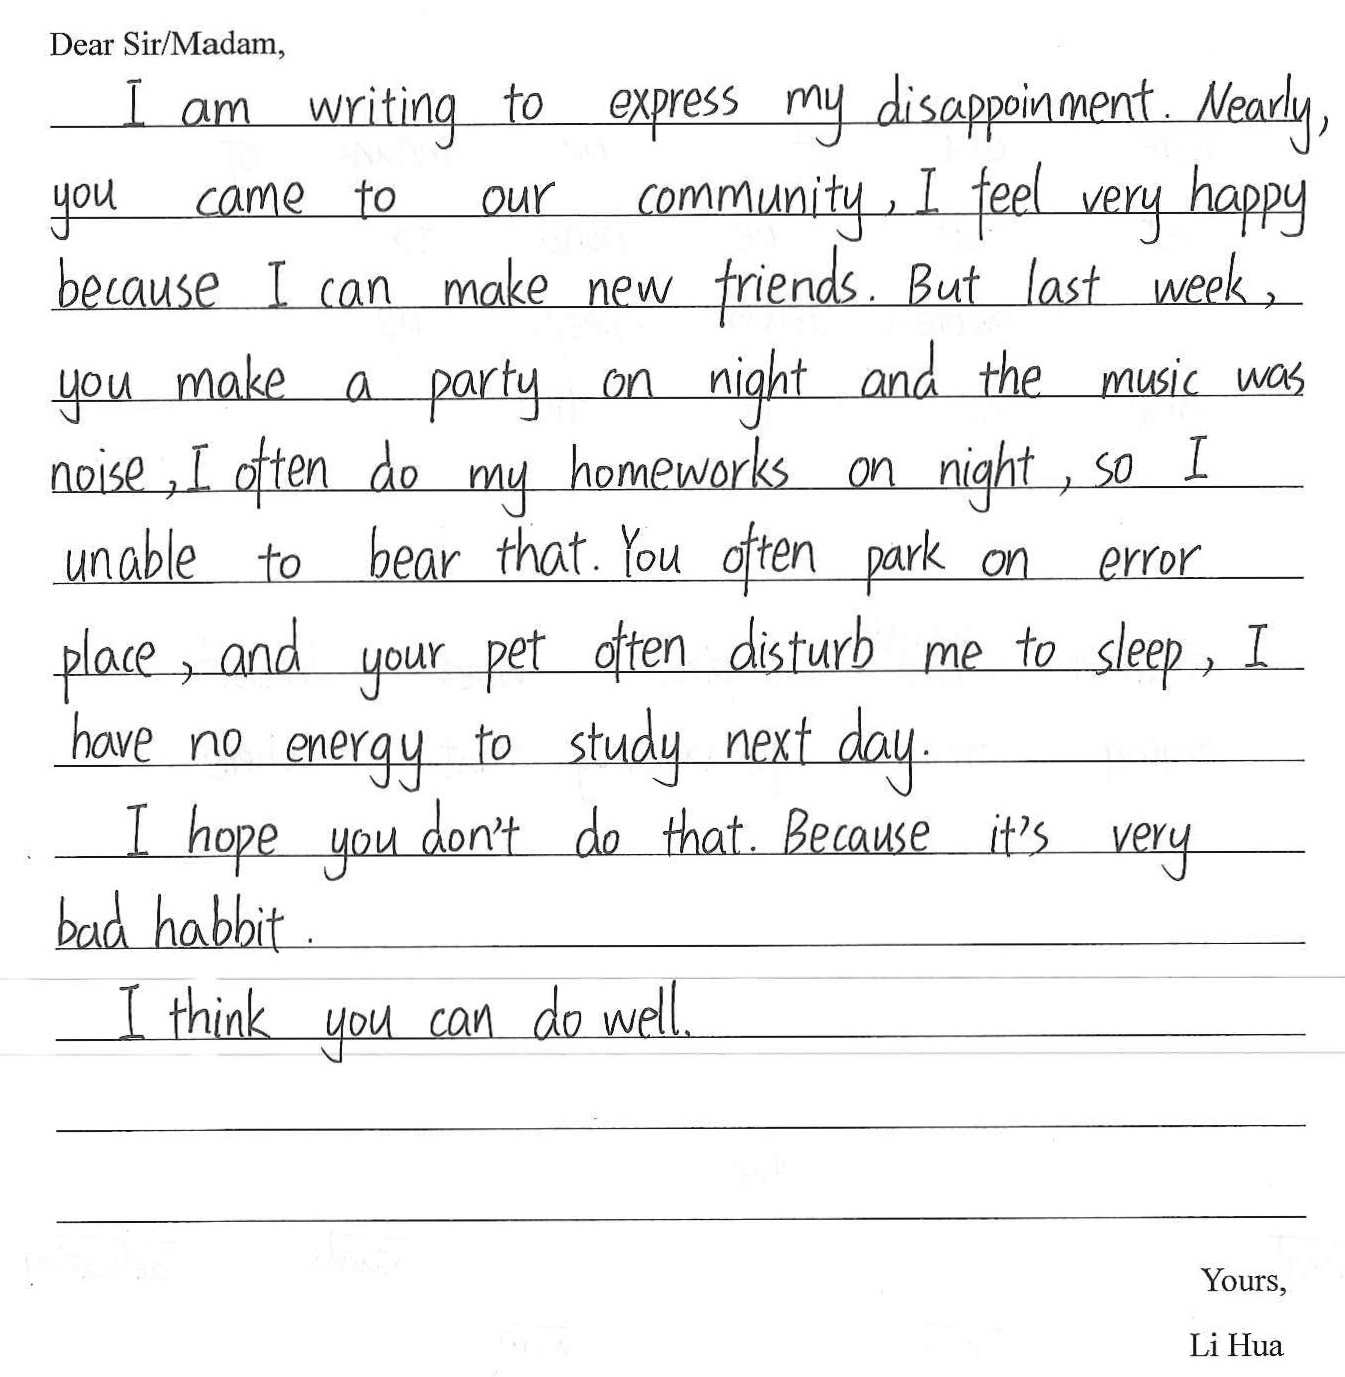 Dear Sir/Madam,
I am writing to express my disappoinment. Nearly,
you came to our community, I feel very happy
because I can make new friends. But last week,
you make a party on night and the music was
noise, I often do my homeworks on night, so I
unable to bear that. You often park on error
place, and your pet often disturb me to sleep, I
have no energy to study next day.
I hope you don't do that. Because it's very
bad habbit.
I think you can do well.
Yours,
Li Hua